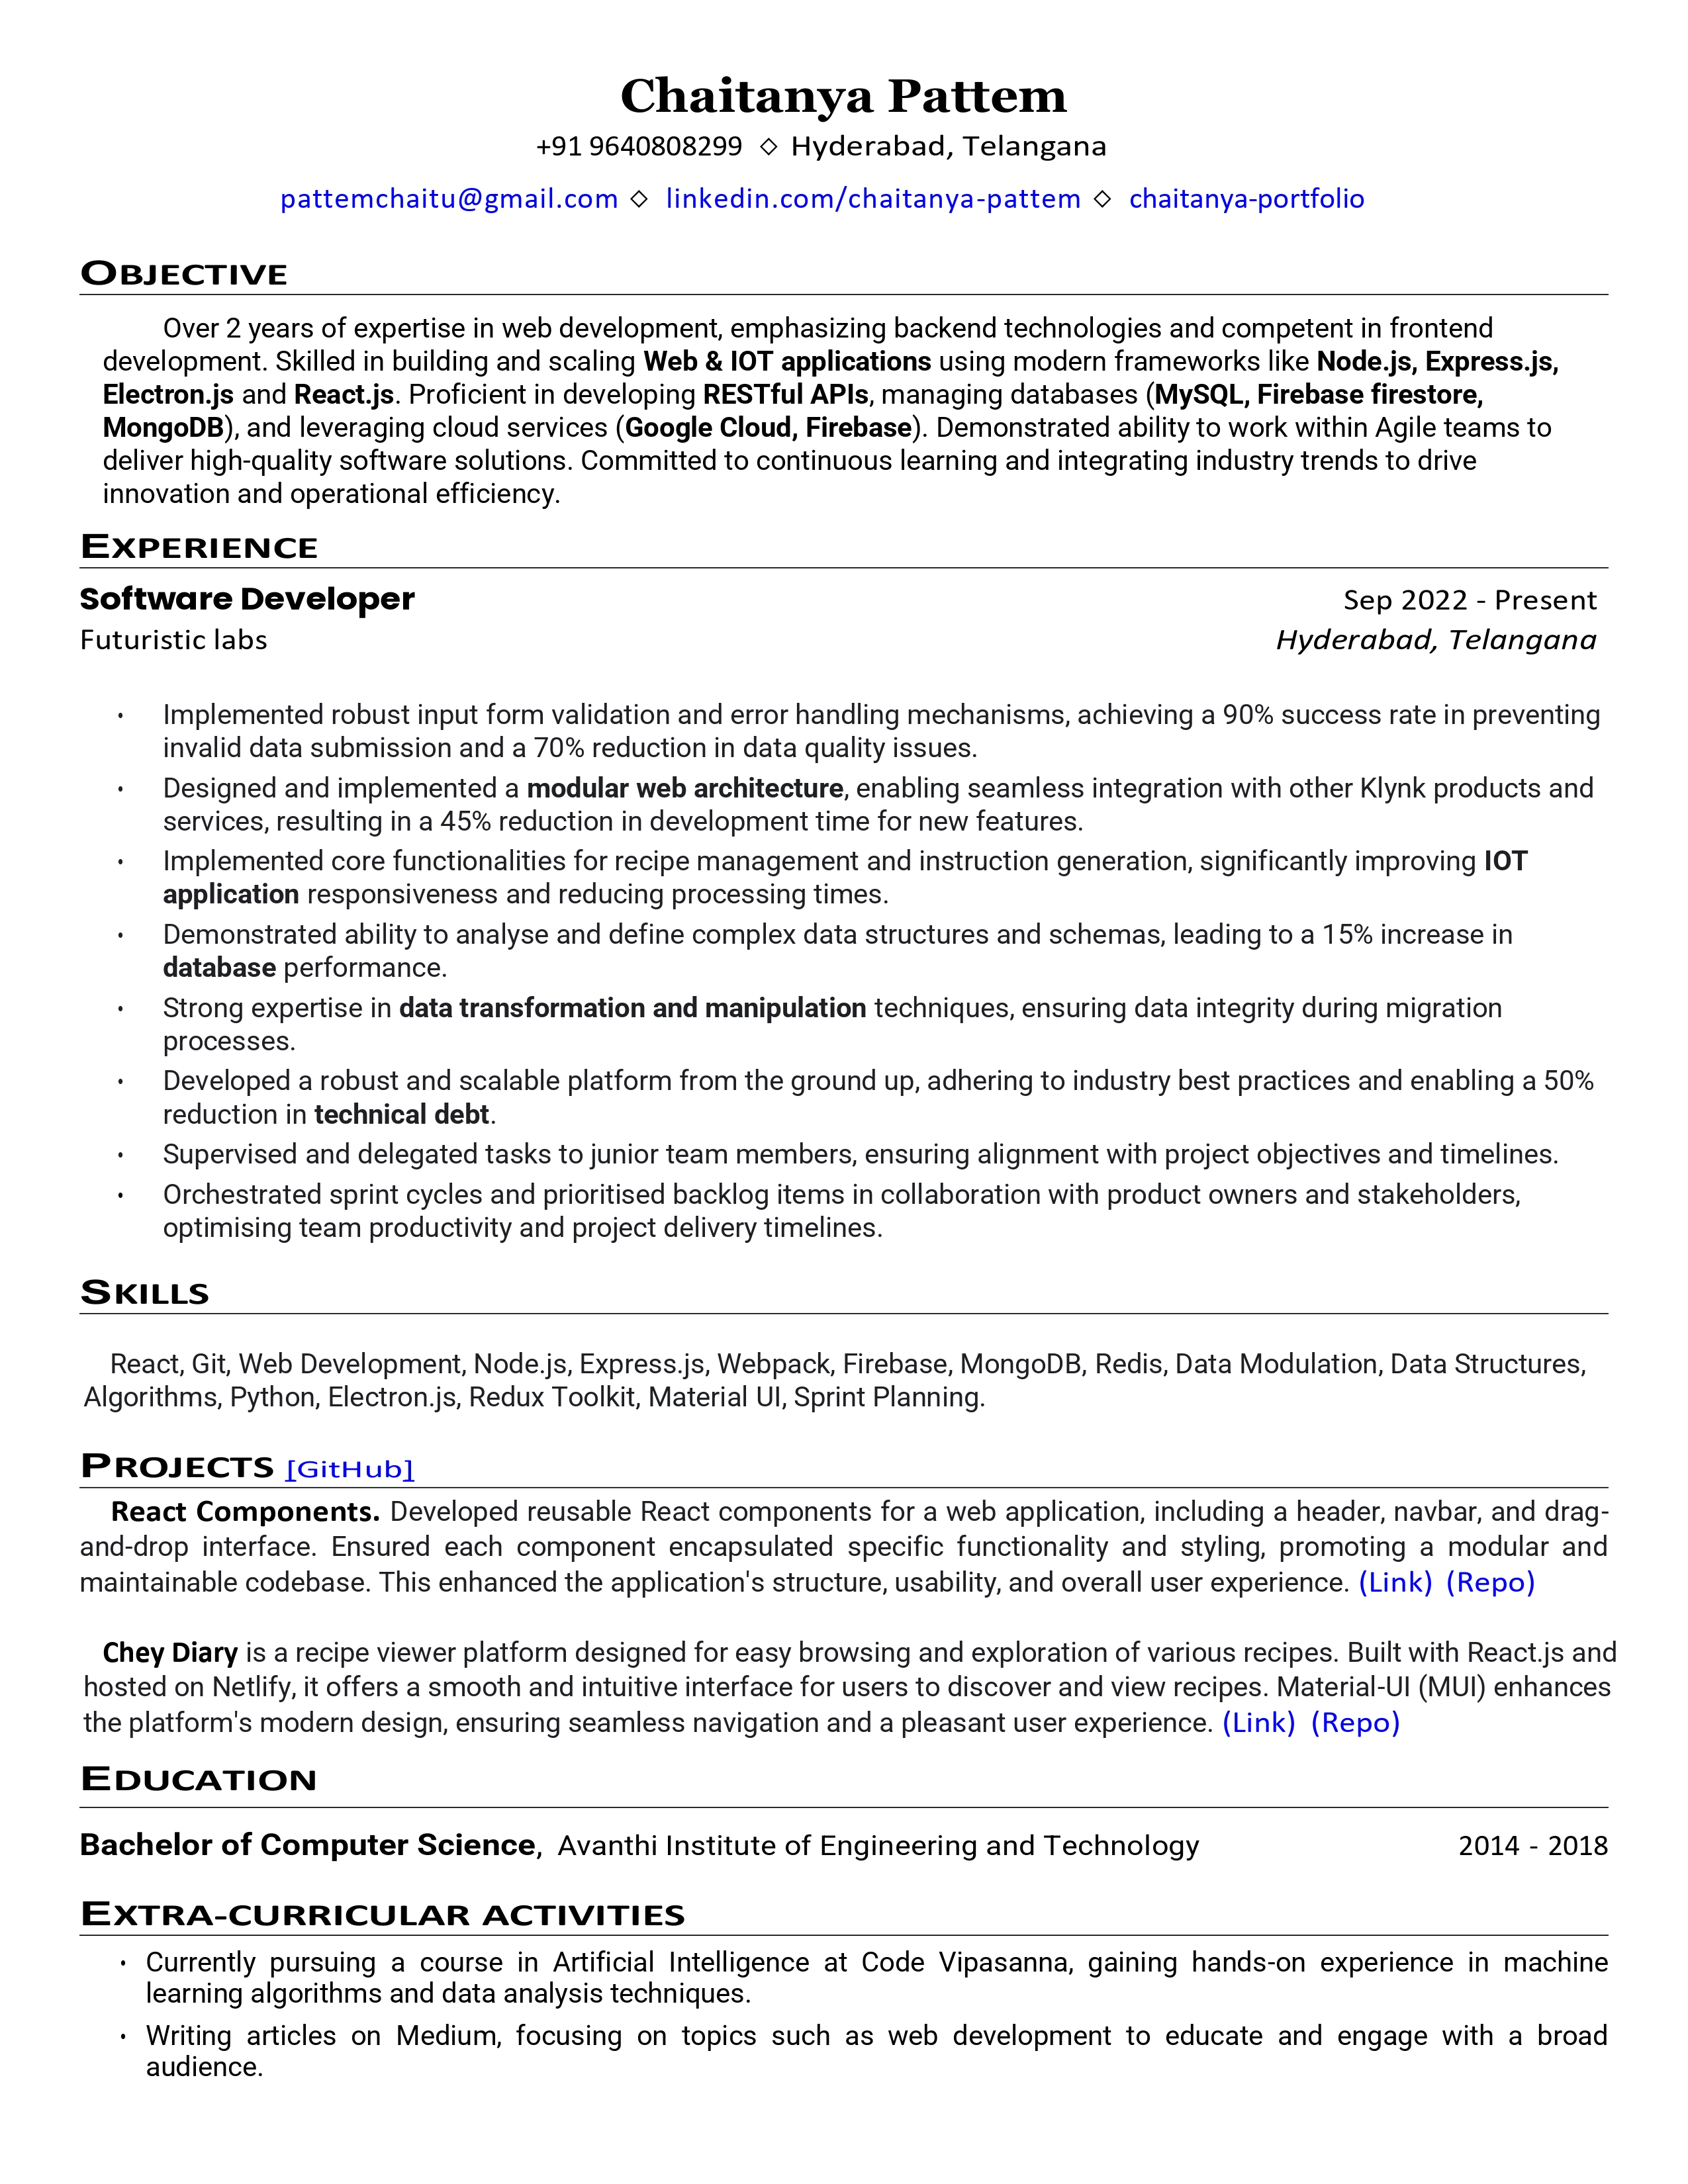 Chaitanya Pattem
+91 9640808299 ◇ Hyderabad, Telangana
pattemchaitu@gmail.com ◇ linkedin.com/chaitanya-pattem ◇ chaitanya-portfolio
OBJECTIVE
Over 2 years of expertise in web development, emphasizing backend technologies and competent in frontend
development. Skilled in building and scaling Web & IOT applications using modern frameworks like Node.js, Express.js,
Electron.js and React.js. Proficient in developing RESTful APIs, managing databases (MySQL, Firebase firestore,
MongoDB), and leveraging cloud services (Google Cloud, Firebase). Demonstrated ability to work within Agile teams to
deliver high-quality software solutions. Committed to continuous learning and integrating industry trends to drive
innovation and operational efficiency.
EXPERIENCE
Software Developer Sep 2022 - Present
Futuristic labs Hyderabad, Telangana
• Implemented robust input form validation and error handling mechanisms, achieving a 90% success rate in preventing
invalid data submission and a 70% reduction in data quality issues.
• Designed and implemented a modular web architecture, enabling seamless integration with other Klynk products and
services, resulting in a 45% reduction in development time for new features.
• Implemented core functionalities for recipe management and instruction generation, significantly improving IOT
application responsiveness and reducing processing times.
• Demonstrated ability to analyse and define complex data structures and schemas, leading to a 15% increase in
database performance.
• Strong expertise in data transformation and manipulation techniques, ensuring data integrity during migration
processes.
• Developed a robust and scalable platform from the ground up, adhering to industry best practices and enabling a 50%
reduction in technical debt.
• Supervised and delegated tasks to junior team members, ensuring alignment with project objectives and timelines.
• Orchestrated sprint cycles and prioritised backlog items in collaboration with product owners and stakeholders,
optimising team productivity and project delivery timelines.
SKILLS
React, Git, Web Development, Node.js, Express.js, Webpack, Firebase, MongoDB, Redis, Data Modulation, Data Structures,
Algorithms, Python, Electron.js, Redux Toolkit, Material UI, Sprint Planning.
PROJECTS [GitHub]
React Components. Developed reusable React components for a web application, including a header, navbar, and drag-
and-drop interface. Ensured each component encapsulated specific functionality and styling, promoting a modular and
maintainable codebase. This enhanced the application's structure, usability, and overall user experience. (Link) (Repo)
Chey Diary is a recipe viewer platform designed for easy browsing and exploration of various recipes. Built with React.js and
hosted on Netlify, it offers a smooth and intuitive interface for users to discover and view recipes. Material-UI (MUI) enhances
the platform's modern design, ensuring seamless navigation and a pleasant user experience. (Link) (Repo)
EDUCATION
Bachelor of Computer Science, Avanthi Institute of Engineering and Technology 2014 - 2018
EXTRA-CURRICULAR ACTIVITIES
• Currently pursuing a course in Artificial Intelligence at Code Vipasanna, gaining hands-on experience in machine
learning algorithms and data analysis techniques.
• Writing articles on Medium, focusing on topics such as web development to educate and engage with a broad
audience.